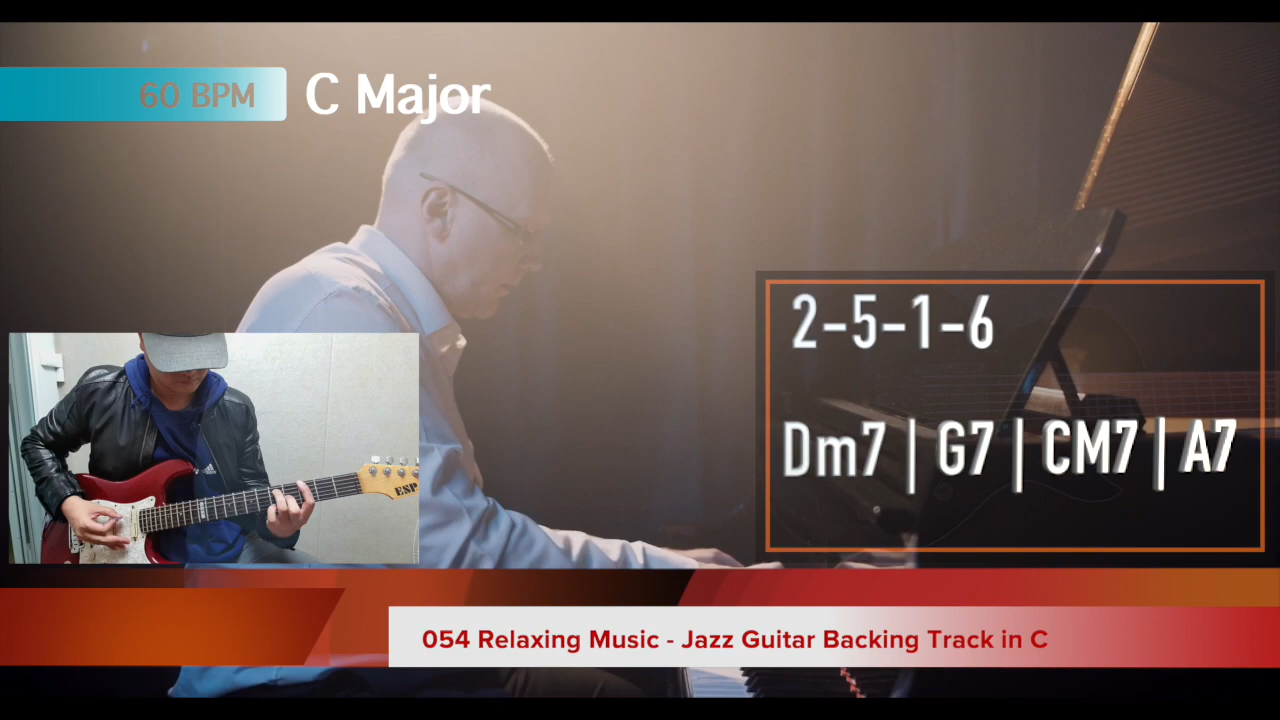 60 BPM
C Major
2-5-1-6
Dm7 | G7 | CM7 | A7
ESP
054 Relaxing Music - Jazz Guitar Backing Track in C